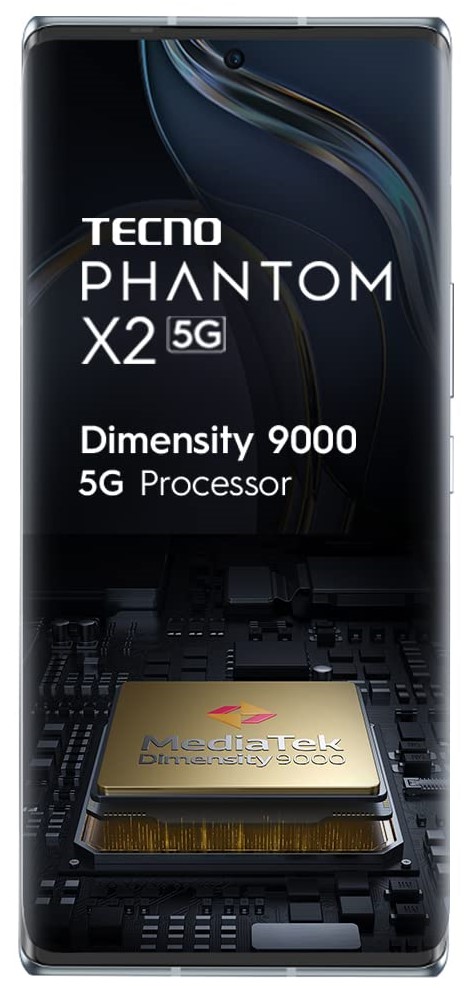 TECNO
PHANTOM
X2 5G
Dimensity 9000
5G Processor
MediaTek
Dimensity 9000